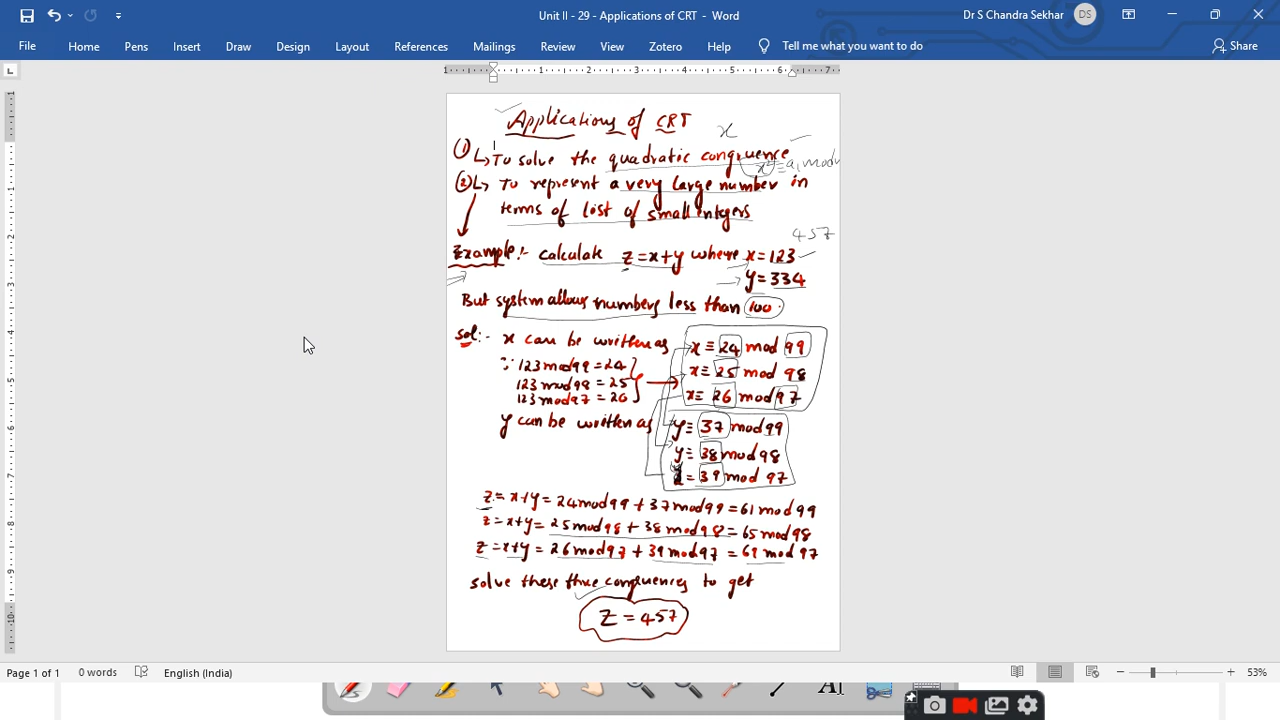 Unit II - 29 - Applications of CRT - Word
Dr S Chandra Sekhar DS
File Home Pens Insert Draw Design Layout References Mailings Review View Zotero Help Tell me what you want to do Share
Applications of CRT
x
① ↳ To solve the quadratic congruence
x² ≡ a, mod
② ↳ To represent a very large number in
terms of list of small integers
457
Example:- calculate z=x+y where x=123
y=334
But system allows numbers less than 100.
Sol:- x can be written as x ≡ 24 mod 99
∵ 123 mod 99 = 24 x ≡ 25 mod 98
123 mod 98 = 25 x ≡ 26 mod 97
123 mod 97 = 26
y can be written as y ≡ 37 mod 99
y ≡ 38 mod 98
= 39 mod 97
z = x+y = 24 mod 99 + 37 mod 99 = 61 mod 99
z = x+y = 25 mod 98 + 38 mod 98 = 65 mod 98
z = x+y = 26 mod 97 + 39 mod 97 = 69 mod 97
solve these three congruences to get
Z = 457
Page 1 of 1 0 words English (India) 53%